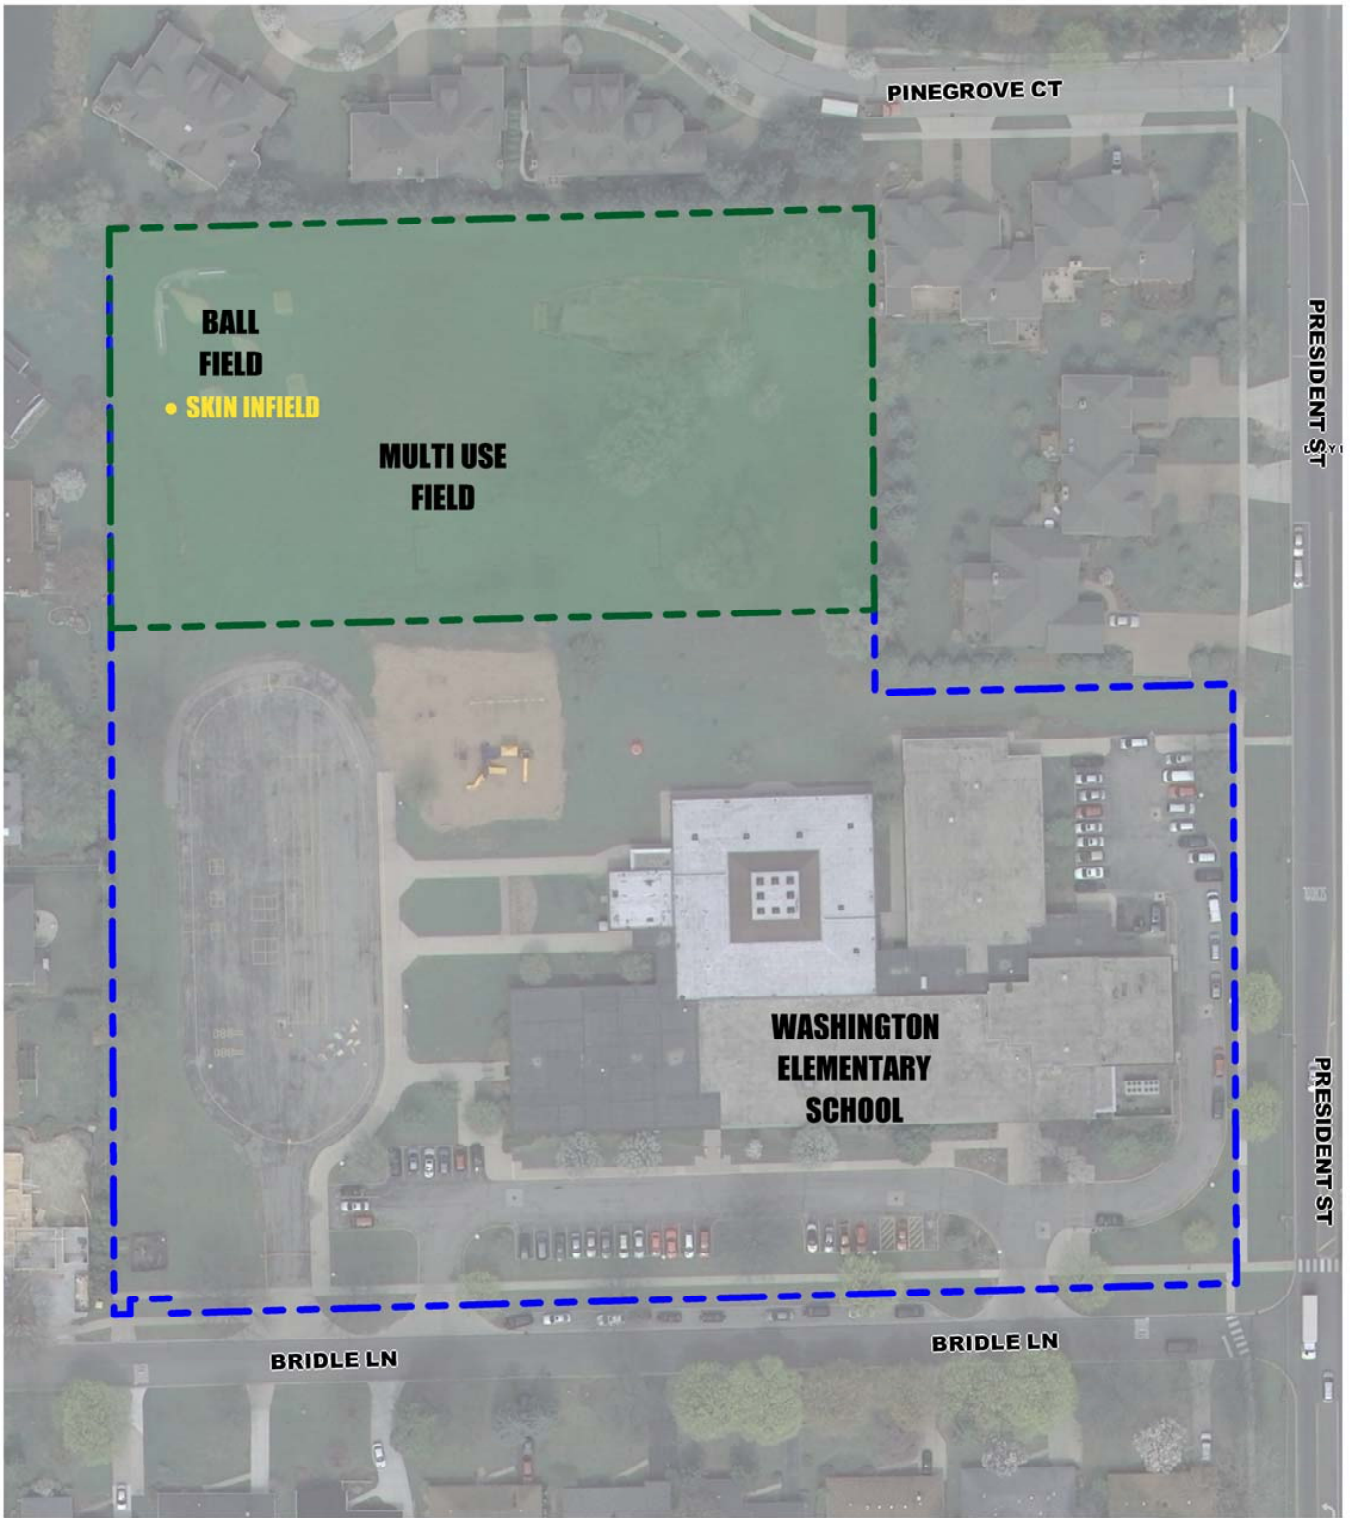 PINEGROVE CT
PRESIDENT ST
BALL
FIELD
SKIN INFIELD
MULTI USE
FIELD
WASHINGTON
ELEMENTARY
SCHOOL
PRESIDENT ST
BRIDLE LN
BRIDLE LN